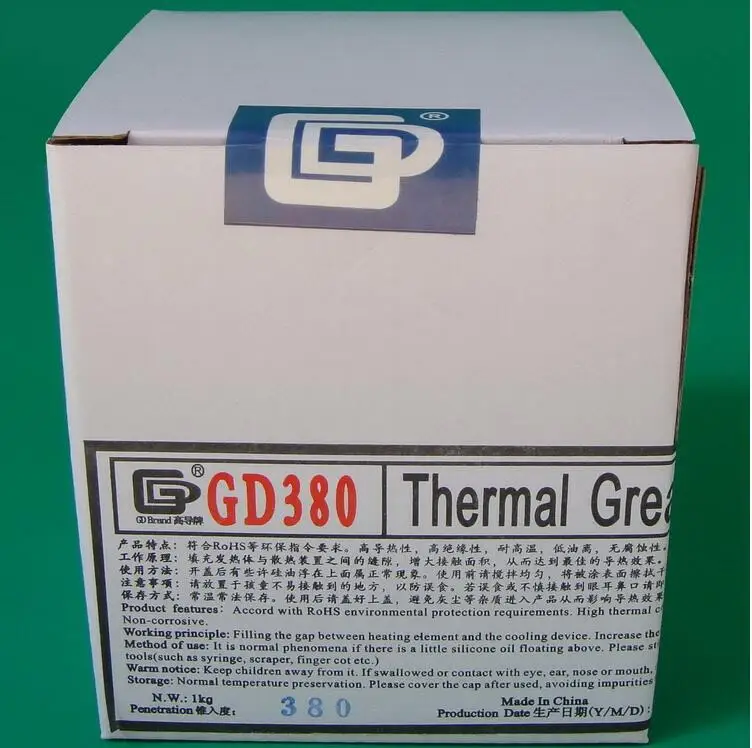 GD ®
GD ® GD380 Thermal Grea
GD Brand 高导牌
产品特点: 符合RoHS等环保指令要求。高导热性，高绝缘性，耐高温，低油离，无腐蚀性。
工作原理: 填充发热体与散热装置之间的缝隙，增大接触面积，从而达到最佳的导热效果。
使用方法: 开盖后有些许硅油浮在上面属正常现象。使用前请搅拌均匀，将被涂表面擦拭干
注意事项: 请放置于孩童不易接触到的地方，以防误食。若误食或不慎接触到眼耳鼻口请即
保存方式: 常温常法保存。使用后请盖好上盖，避免灰尘等杂质进入产品从而影响导热效果
Product features: Accord with RoHS environmental protection requirements. High thermal c
Non-corrosive.
Working principle: Filling the gap between heating element and the cooling device. Increase the
Method of use: It is normal phenomena if there is a little silicone oil floating above. Please st
tools(such as syringe, scraper, finger cot etc.)
Warm notice: Keep children away from it. If swallowed or contact with eye, ear, nose or mouth,
Storage: Normal temperature preservation. Please cover the cap after used, avoiding impurities
N.W.: 1kg Made In China
Penetration 锥入度: 380 Production Date 生产日期(Y/M/D):